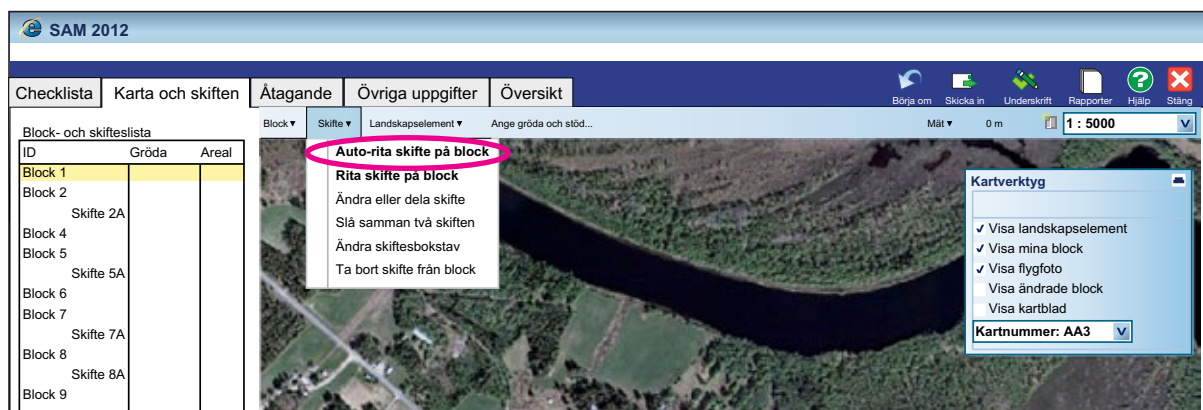 SAM 2012
Checklista Karta och skiften Åtagande Övriga uppgifter Översikt
Börja om Skicka in Underskrift Rapporter Hjälp Stäng
Block Skifte Landskapselement Ange gröda och stöd... Mät 0 m 1 : 5000
Block- och skifteslista
ID Gröda Areal
Block 1
Block 2
Skifte 2A
Block 4
Block 5
Skifte 5A
Block 6
Block 7
Skifte 7A
Block 8
Skifte 8A
Block 9
Auto-rita skifte på block
Rita skifte på block
Ändra eller dela skifte
Slå samman två skiften
Ändra skiftesbokstav
Ta bort skifte från block
Kartverktyg
Visa landskapselement
Visa mina block
Visa flygfoto
Visa ändrade block
Visa kartblad
Kartnummer: AA3